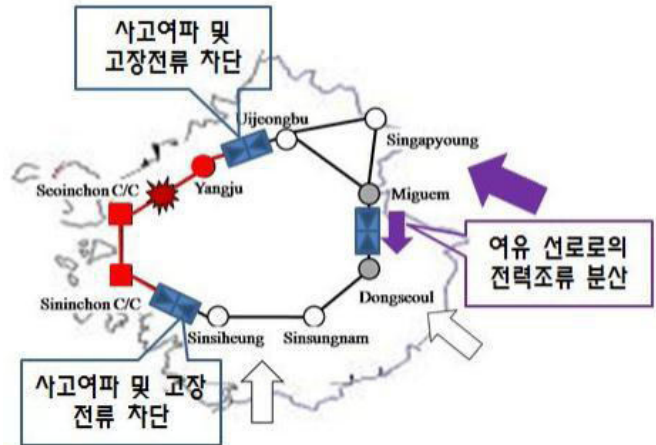 사고여파 및
고장전류 차단
Uijeongbu
Singapyoung
Seoinchon C/C
Yangju
Miguem
여유 선로로의
전력조류 분산
Sininchon C/C
Dongseoul
Sinsiheung
Sinsungnam
사고여파 및 고장
전류 차단